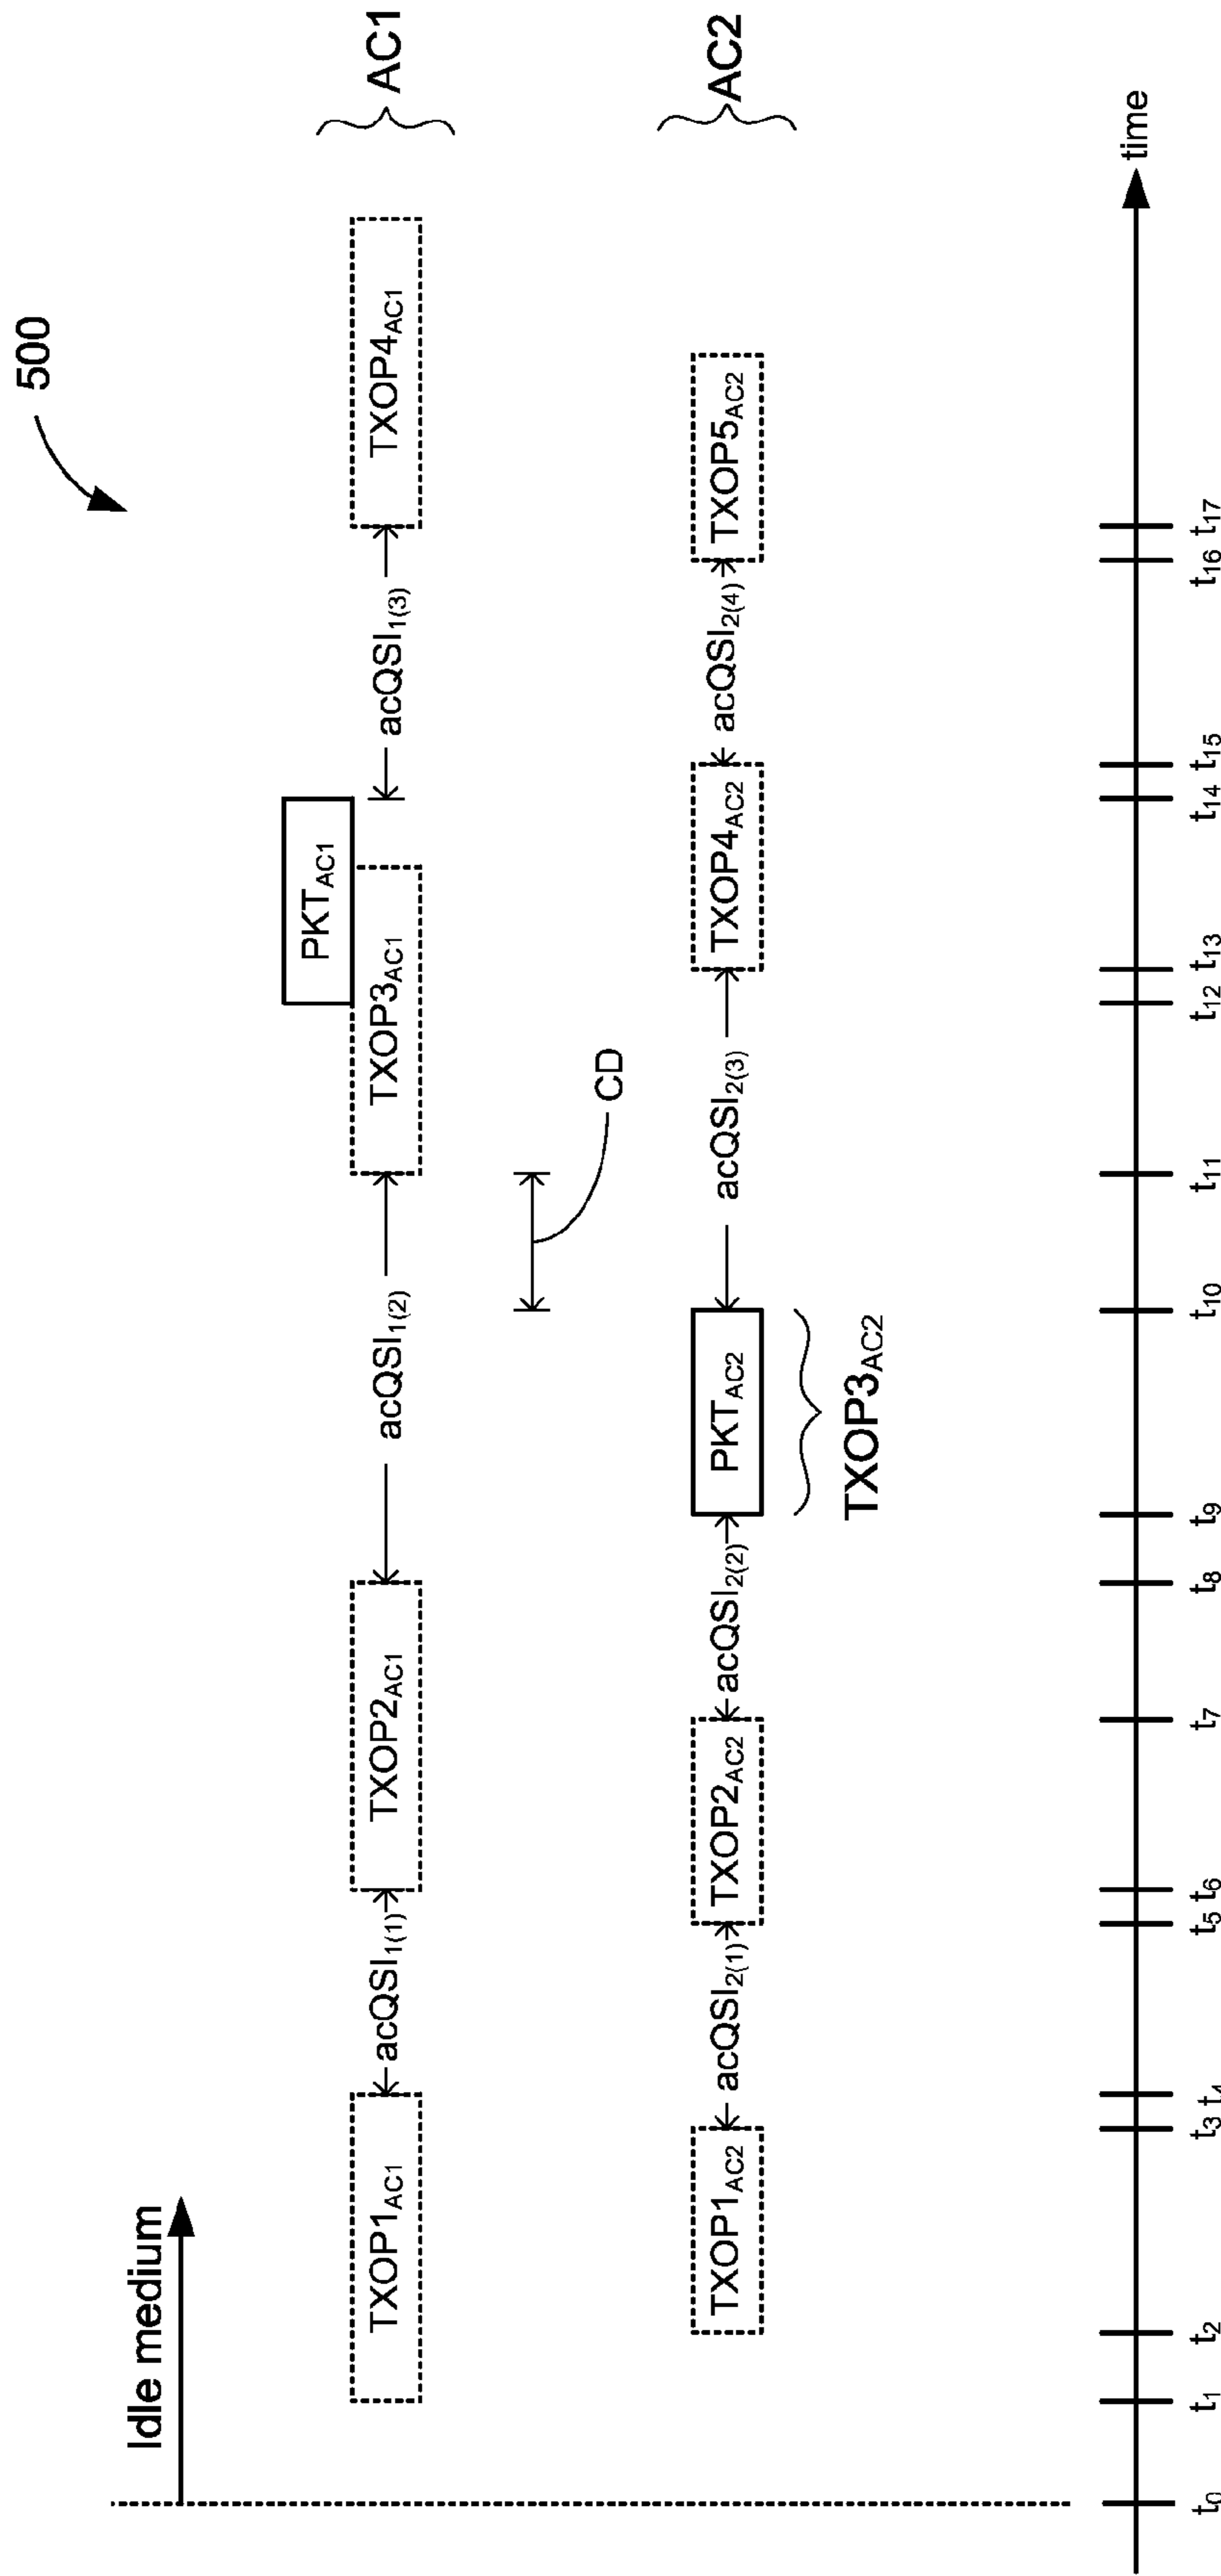 500
Idle medium
TXOP1AC1 acQSI1(1) TXOP2AC1 acQSI1(2) TXOP3AC1 PKTAC1 acQSI1(3) TXOP4AC1 AC1
CD
TXOP1AC2 acQSI2(1) TXOP2AC2 acQSI2(2) PKTAC2 acQSI2(3) TXOP4AC2 acQSI2(4) TXOP5AC2 AC2
TXOP3AC2
time
t0 t1 t2 t3 t4 t5 t6 t7 t8 t9 t10 t11 t12 t13 t14 t15 t16 t17